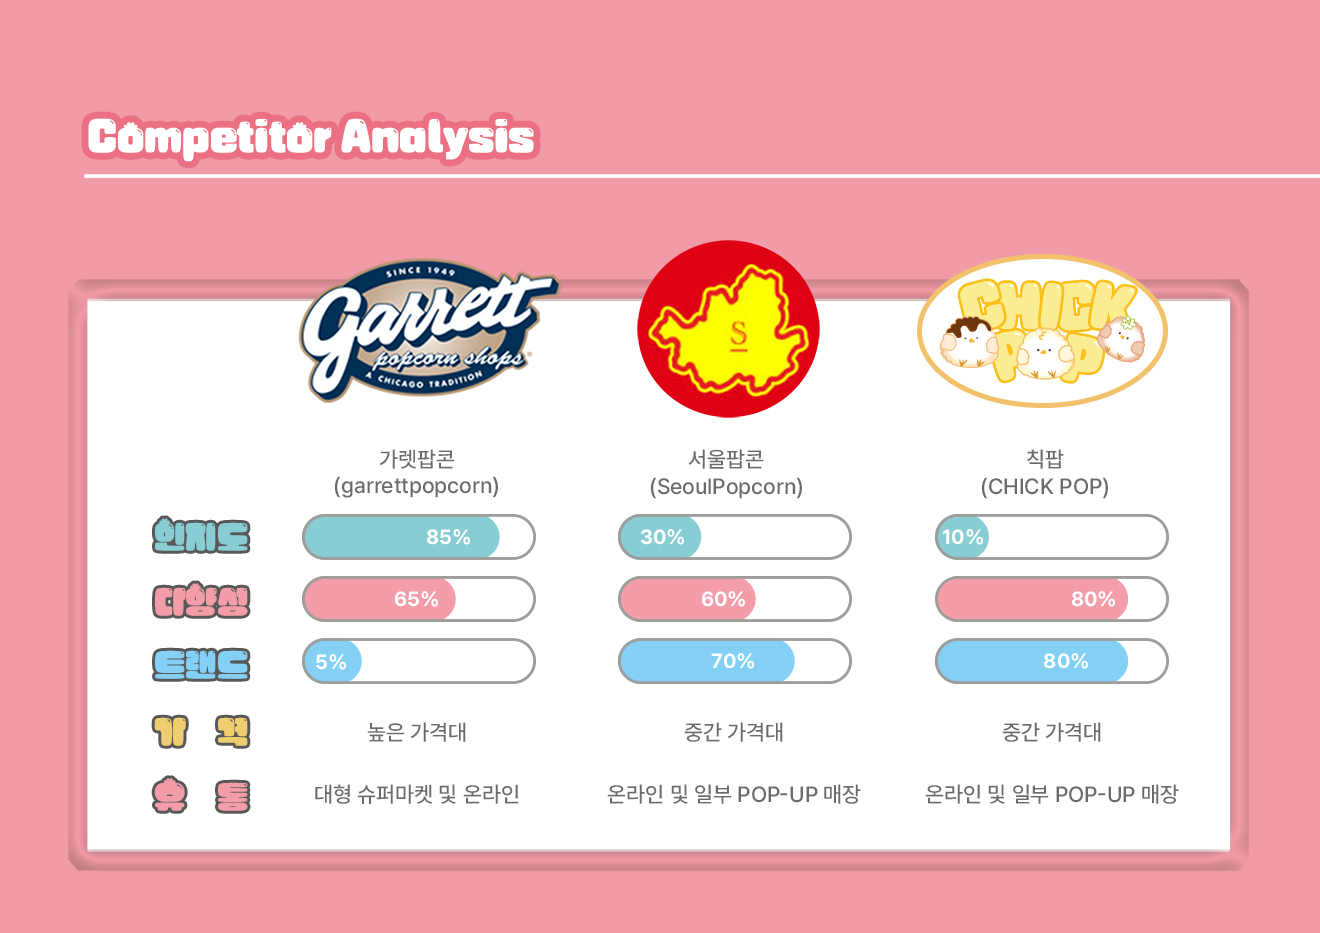 Competitor Analysis
SINCE 1949
Garrett
popcorn shops
A CHICAGO TRADITION
S
CHICK
POP
가렛팝콘
(garrettpopcorn)
서울팝콘
(SeoulPopcorn)
칙팝
(CHICK POP)
인지도
85%
30%
10%
다양성
65%
60%
80%
트랜드
5%
70%
80%
가 격
높은 가격대
중간 가격대
중간 가격대
유 통
대형 슈퍼마켓 및 온라인
온라인 및 일부 POP-UP 매장
온라인 및 일부 POP-UP 매장